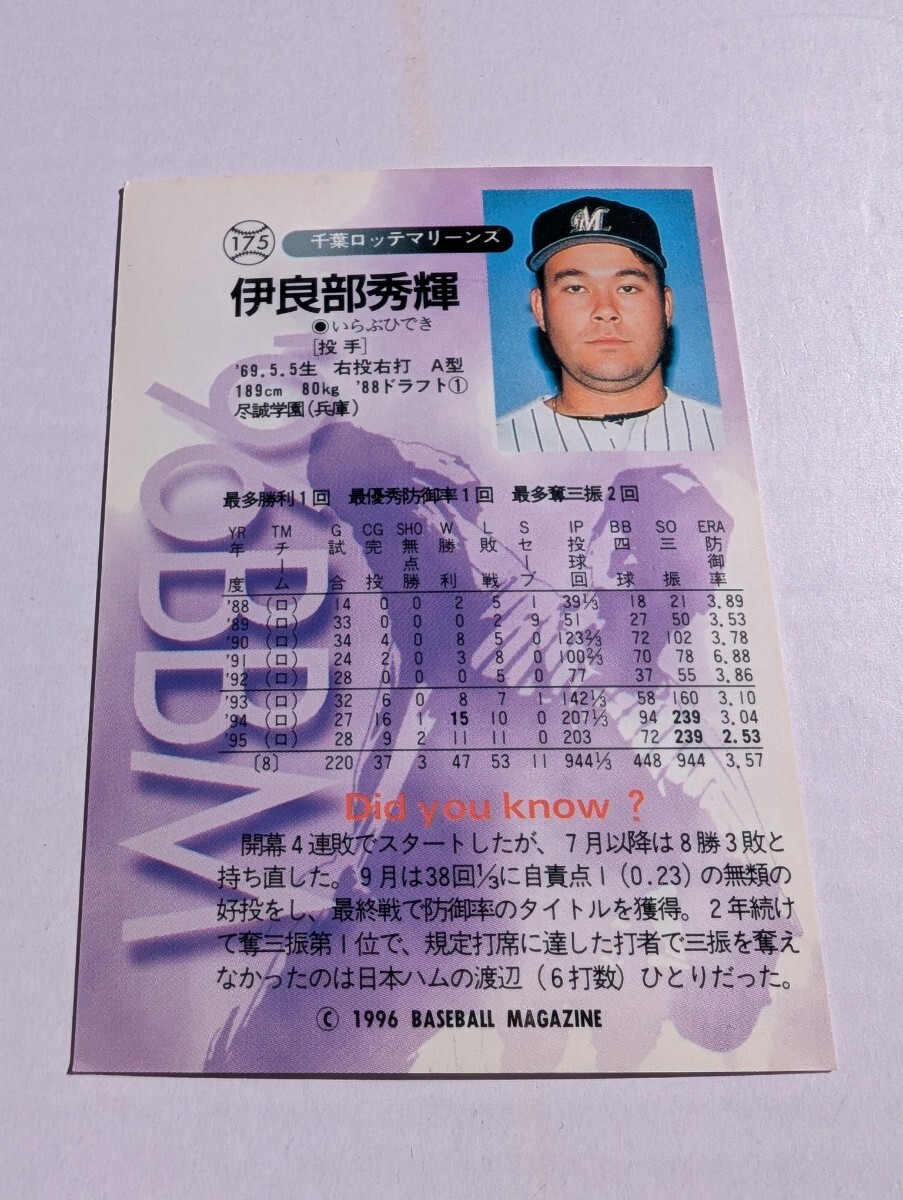 175
千葉ロッテマリーンズ
M
伊良部秀輝
●いらぶひでき
[投手]
'69.5.5生 右投右打 A型
189cm 80kg '88ドラフト①
尽誠学園(兵庫)
'96BBM
最多勝利1回 最優秀防御率1回 最多奪三振2回
YR TM G CG SHO W L S IP BB SO ERA
年度 チーム 試合 完投 無点勝 勝利 敗戦 セーブ 投球回 四球 三振 防御率
'88 (ロ) 14 0 0 2 5 1 39⅓ 18 21 3.89
'89 (ロ) 33 0 0 0 2 9 51 27 50 3.53
'90 (ロ) 34 4 0 8 5 0 123⅔ 72 102 3.78
'91 (ロ) 24 2 0 3 8 0 100⅔ 70 78 6.88
'92 (ロ) 28 0 0 0 5 0 77 37 55 3.86
'93 (ロ) 32 6 0 8 7 1 142⅓ 58 160 3.10
'94 (ロ) 27 16 1 15 10 0 207⅓ 94 239 3.04
'95 (ロ) 28 9 2 11 11 0 203 72 239 2.53
〔8〕 220 37 3 47 53 11 944⅓ 448 944 3.57
Did you know ?
開幕4連敗でスタートしたが、7月以降は8勝3敗と
持ち直した。9月は38回⅓に自責点1(0.23)の無類の
好投をし、最終戦で防御率のタイトルを獲得。2年続け
て奪三振第1位で、規定打席に達した打者で三振を奪え
なかったのは日本ハムの渡辺(6打数)ひとりだった。
© 1996 BASEBALL MAGAZINE